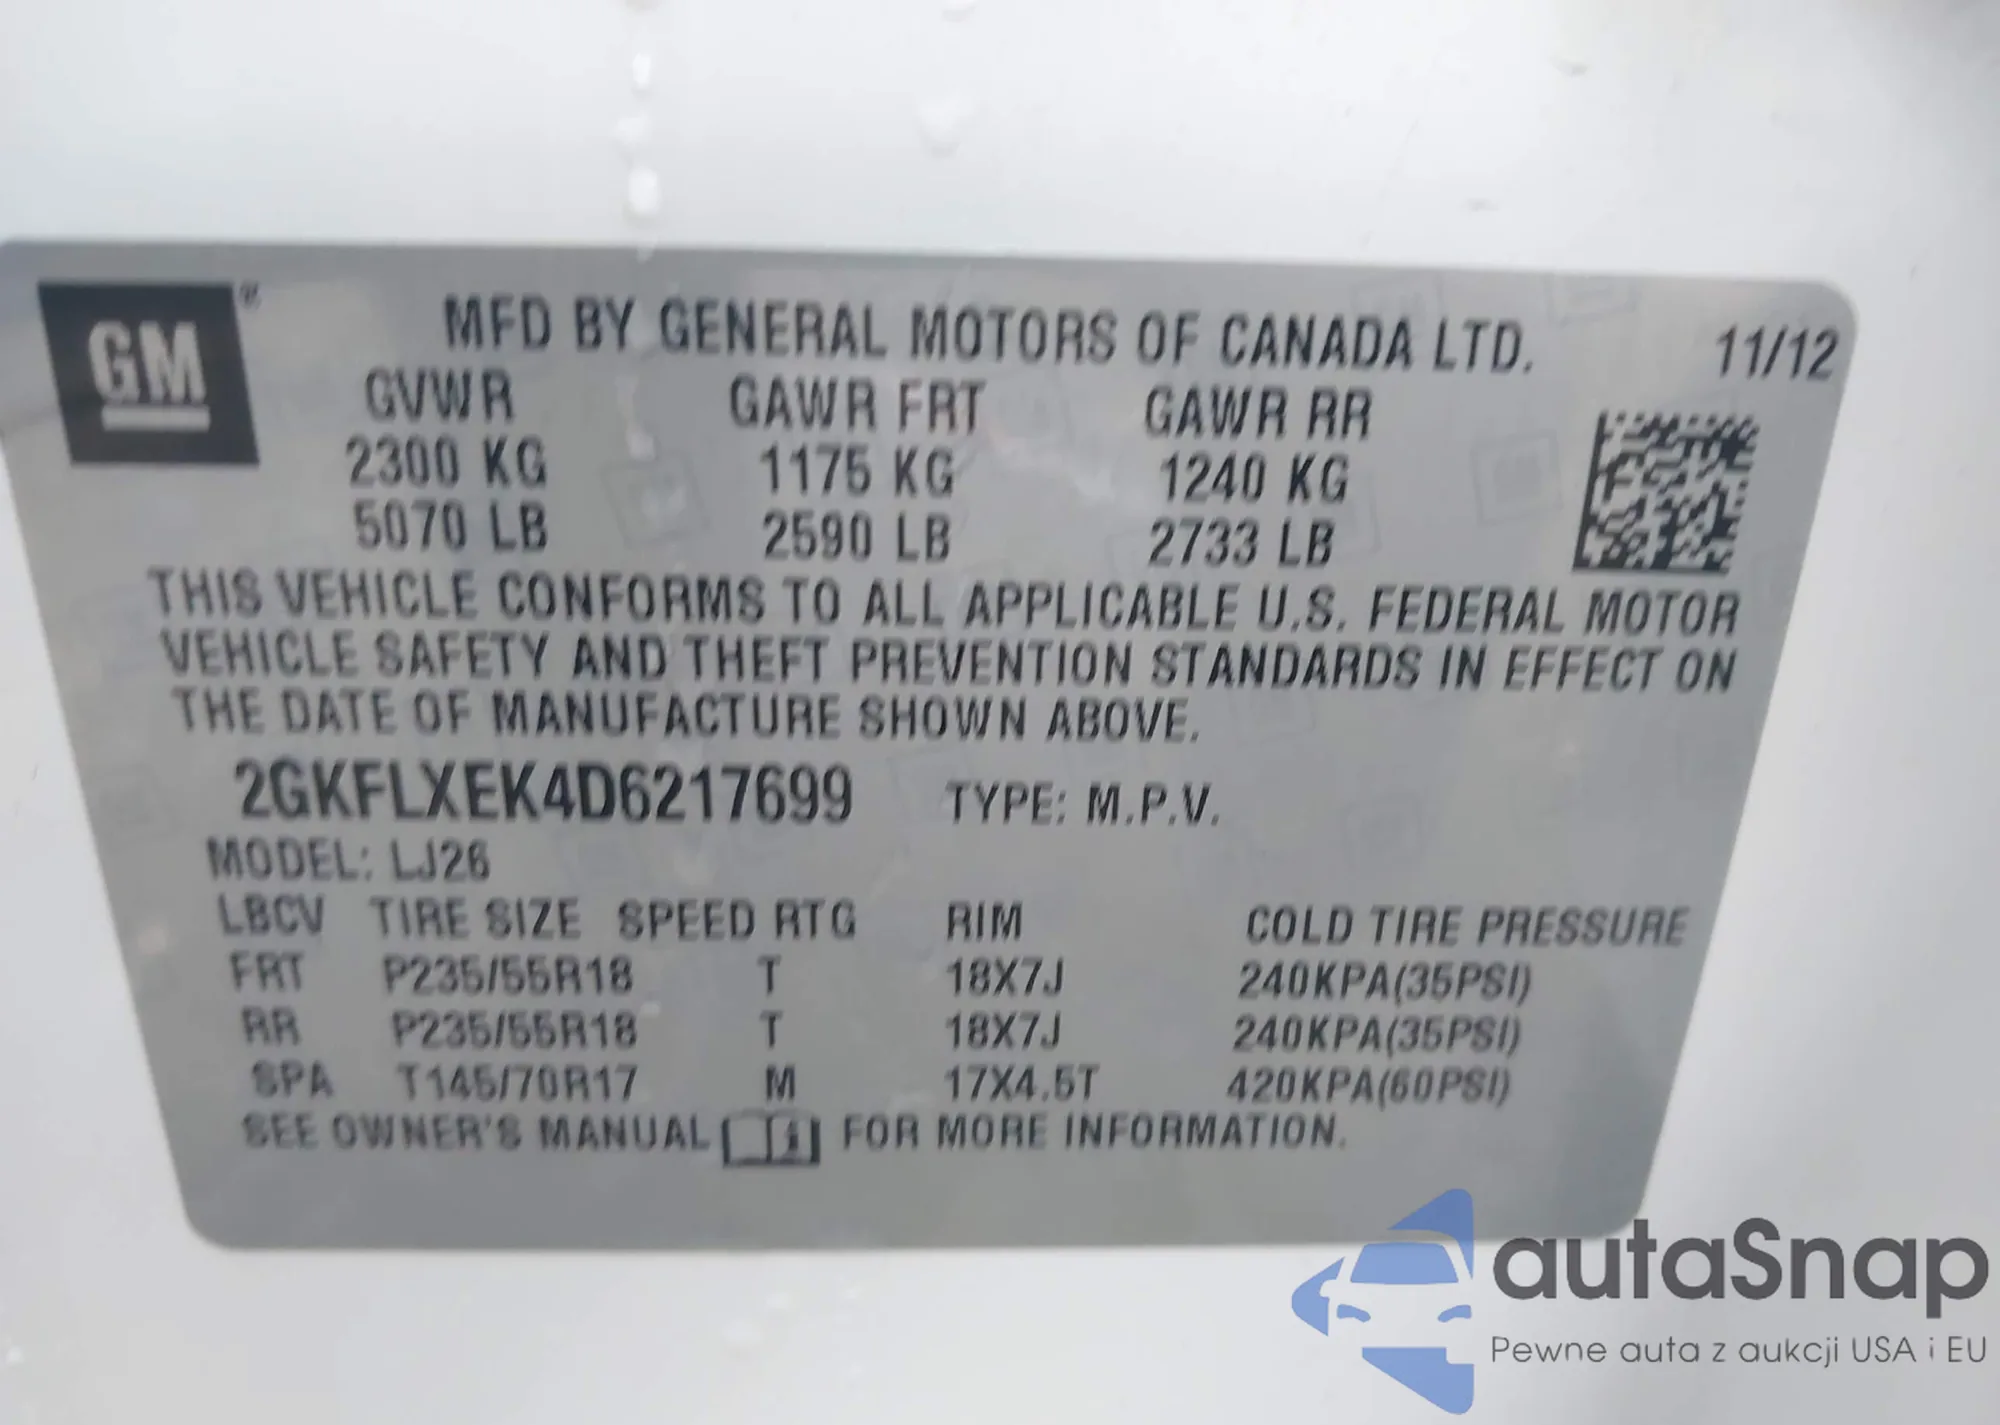 GM®
MFD BY GENERAL MOTORS OF CANADA LTD. 11/12
GVWR GAWR FRT GAWR RR
2300 KG 1175 KG 1240 KG
5070 LB 2590 LB 2733 LB
THIS VEHICLE CONFORMS TO ALL APPLICABLE U.S. FEDERAL MOTOR
VEHICLE SAFETY AND THEFT PREVENTION STANDARDS IN EFFECT ON
THE DATE OF MANUFACTURE SHOWN ABOVE.
2GKFLXEK4D6217699 TYPE: M.P.V.
MODEL: LJ26
LBCV TIRE SIZE SPEED RTG RIM COLD TIRE PRESSURE
FRT P235/55R18 T 18X7J 240KPA(35PSI)
RR P235/55R18 T 18X7J 240KPA(35PSI)
SPA T145/70R17 M 17X4.5T 420KPA(60PSI)
SEE OWNER'S MANUAL FOR MORE INFORMATION.
autaSnap
Pewne auta z aukcji USA i EU